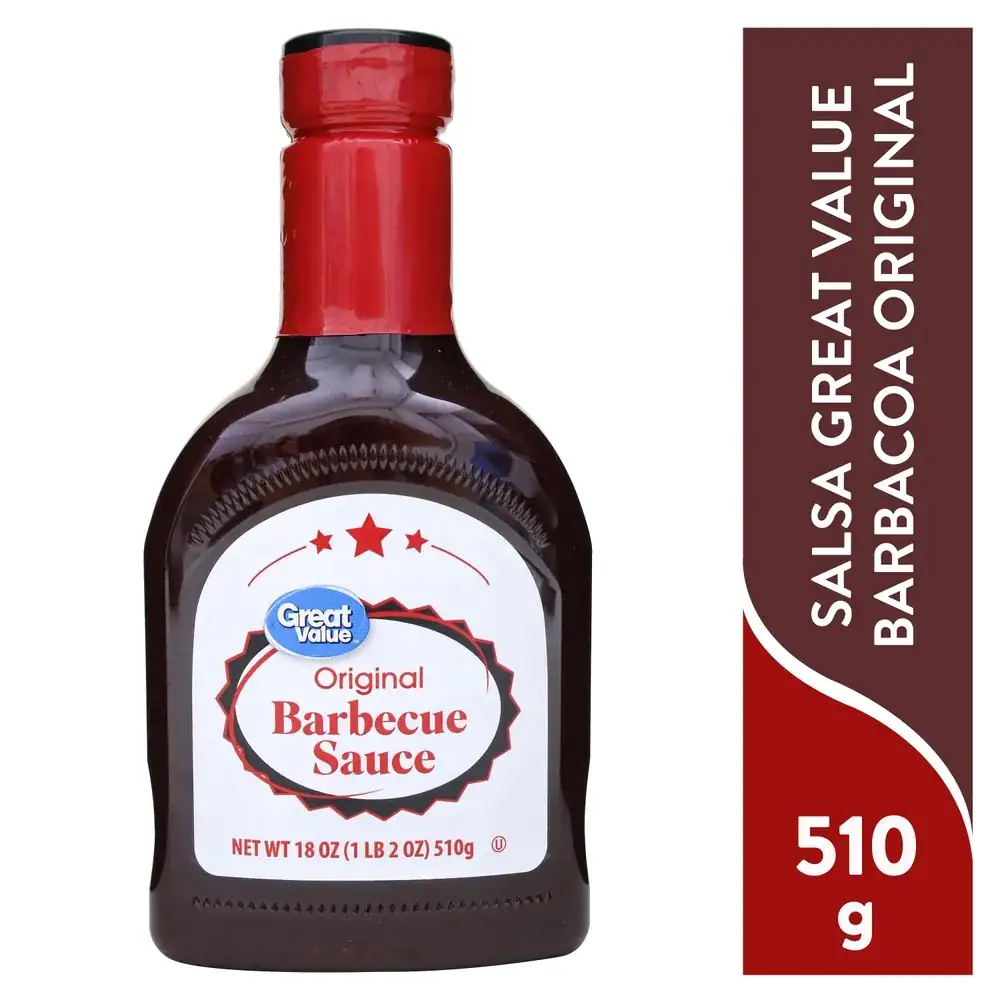 Great
Value
Original
Barbecue
Sauce
NET WT 18 OZ (1 LB 2 OZ) 510g Ⓤ
SALSA GREAT VALUE
BARBACOA ORIGINAL
510
g